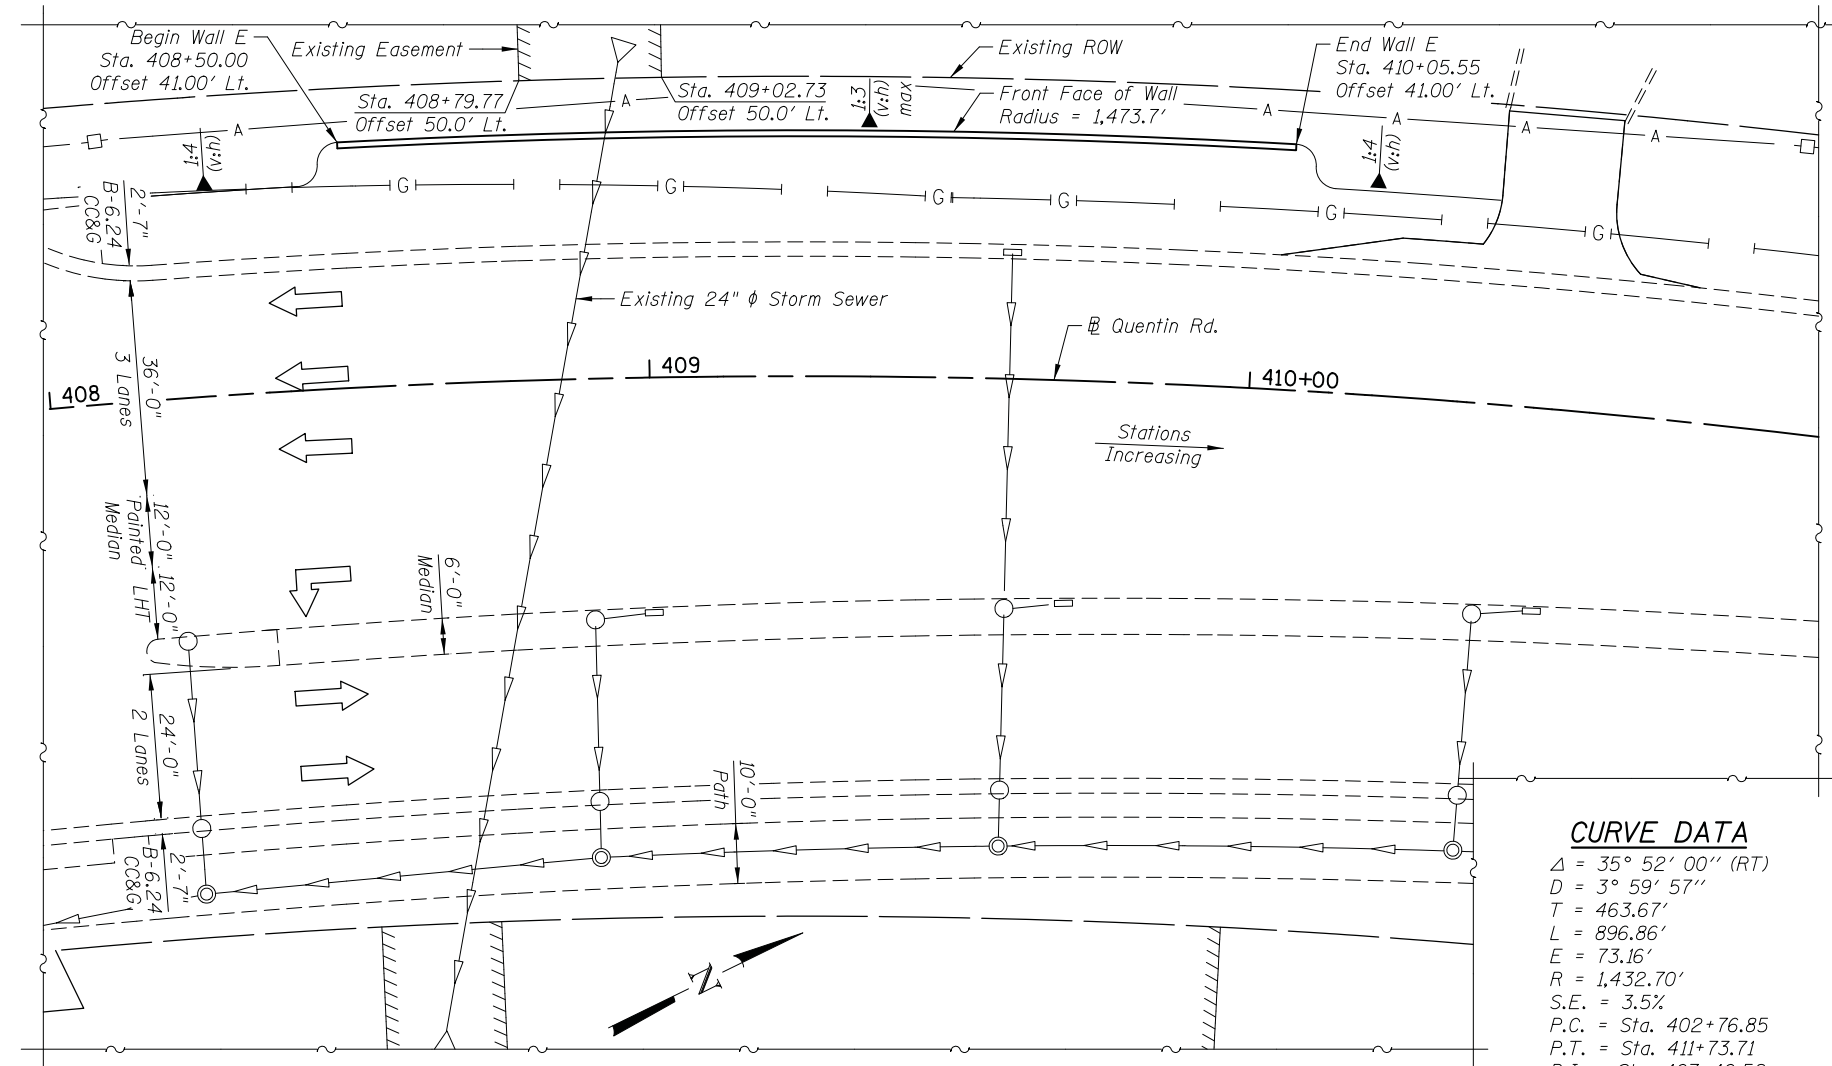 Begin Wall E
Sta. 408+50.00
Offset 41.00' Lt.
Existing Easement
Sta. 408+79.77
Offset 50.0' Lt.
Sta. 409+02.73
Offset 50.0' Lt.
1:3
(v:h)
max
Existing ROW
Front Face of Wall
Radius = 1,473.7'
End Wall E
Sta. 410+05.55
Offset 41.00' Lt.
A
A
A
A
A
A
A
1:4
(v:h)
1:4
(v:h)
G
G
G
G
G
G
2'-7"
B-6.24
CC&G
Existing 24" ϕ Storm Sewer
℄ Quentin Rd.
408
409
410+00
36'-0"
3 Lanes
Stations
Increasing
12'-0"
Painted
Median
12'-0"
LHT
6'-0"
Median
24'-0"
2 Lanes
10'-0"
Path
2'-7"
B-6.24
CC&G
N
CURVE DATA
Δ = 35° 52' 00'' (RT)
D = 3° 59' 57''
T = 463.67'
L = 896.86'
E = 73.16'
R = 1,432.70'
S.E. = 3.5%
P.C. = Sta. 402+76.85
P.T. = Sta. 411+73.71